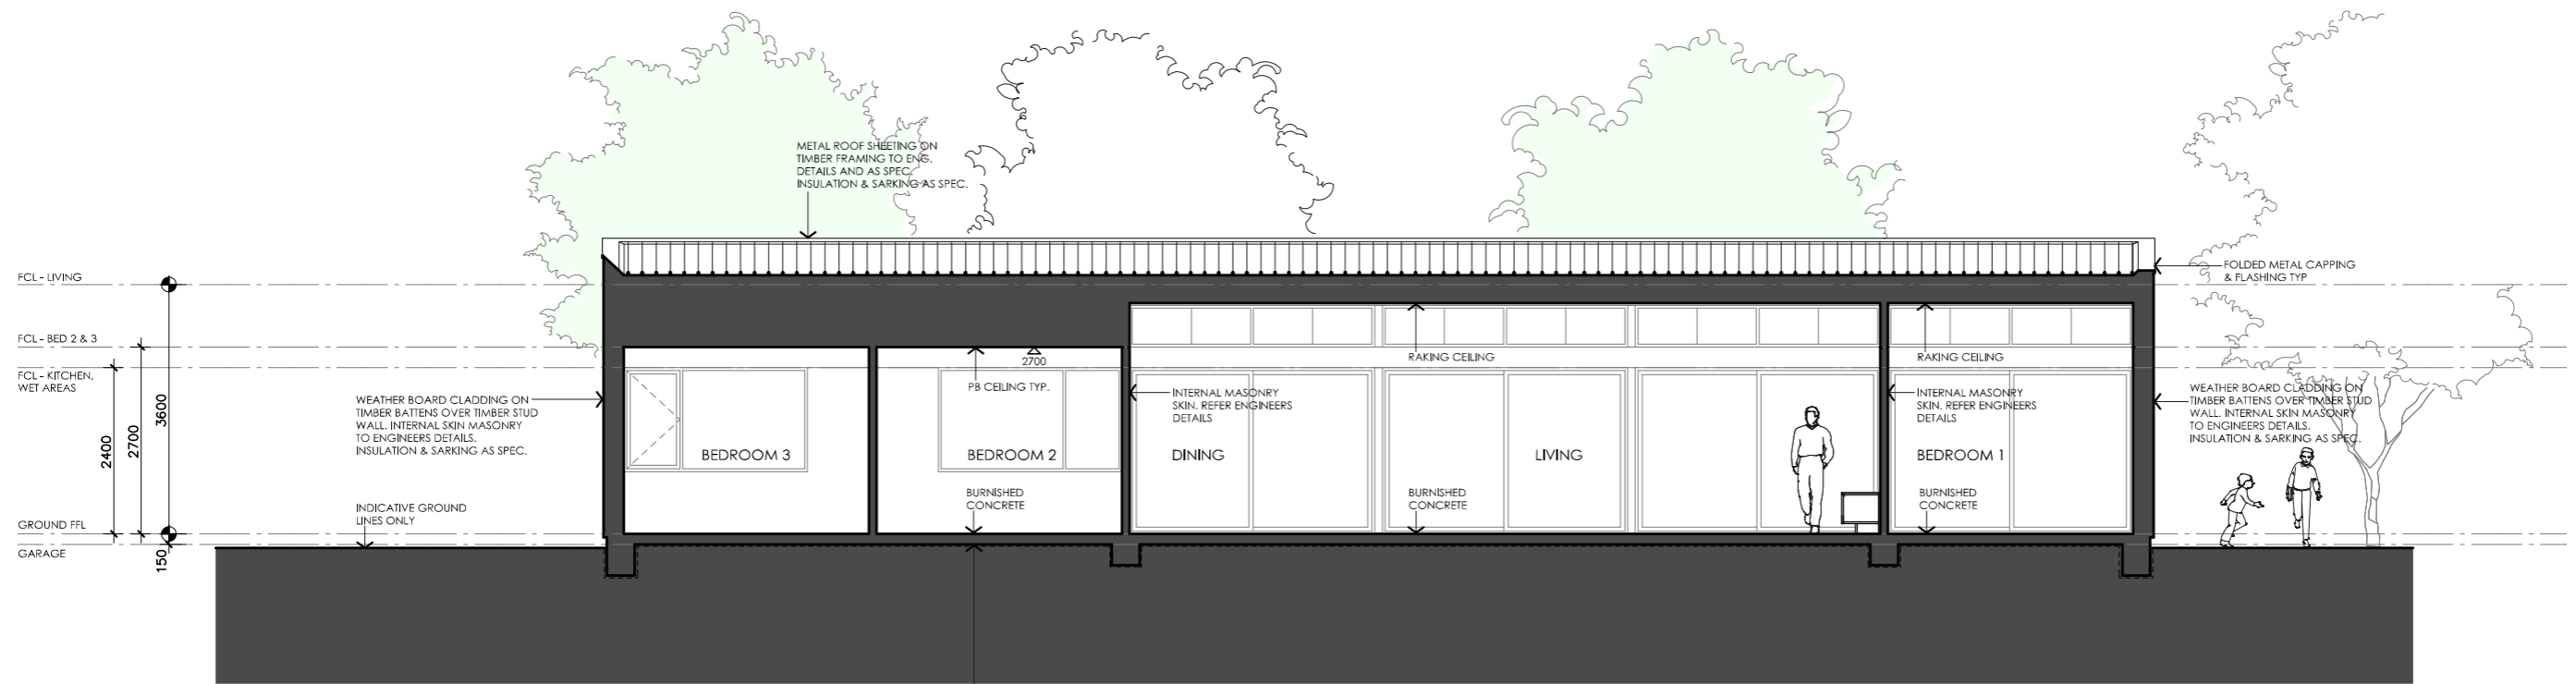 METAL ROOF SHEETING ON
TIMBER FRAMING TO ENG.
DETAILS AND AS SPEC.
INSULATION & SARKING AS SPEC.
FCL - LIVING
FOLDED METAL CAPPING
& FLASHING TYP
FCL - BED 2 & 3
FCL - KITCHEN,
WET AREAS
2400
2700
3600
150
GROUND FFL
GARAGE
WEATHER BOARD CLADDING ON
TIMBER BATTENS OVER TIMBER STUD
WALL. INTERNAL SKIN MASONRY
TO ENGINEERS DETAILS.
INSULATION & SARKING AS SPEC.
INDICATIVE GROUND
LINES ONLY
BEDROOM 3
2700
PB CEILING TYP.
BEDROOM 2
BURNISHED
CONCRETE
INTERNAL MASONRY
SKIN. REFER ENGINEERS
DETAILS
DINING
RAKING CEILING
LIVING
BURNISHED
CONCRETE
RAKING CEILING
INTERNAL MASONRY
SKIN. REFER ENGINEERS
DETAILS
BEDROOM 1
BURNISHED
CONCRETE
WEATHER BOARD CLADDING ON
TIMBER BATTENS OVER TIMBER STUD
WALL. INTERNAL SKIN MASONRY
TO ENGINEERS DETAILS.
INSULATION & SARKING AS SPEC.